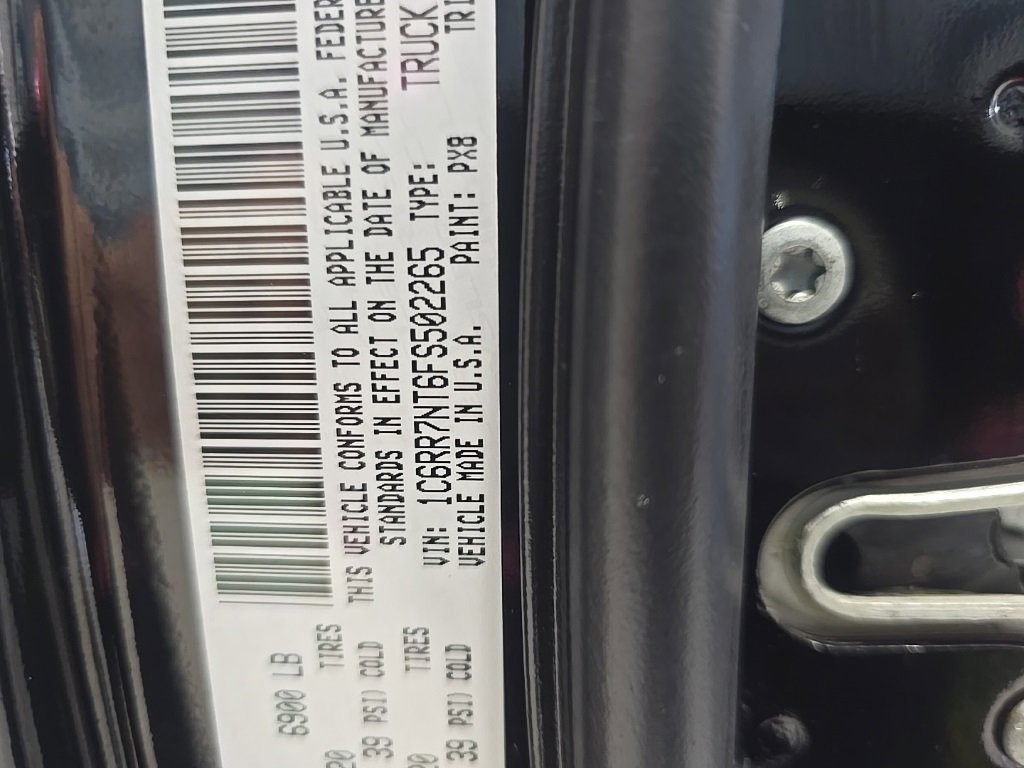 6900 LB
TIRES
39 PSI) COLD
TIRES
39 PSI) COLD
THIS VEHICLE CONFORMS TO ALL APPLICABLE U.S.A. FEDER
STANDARDS IN EFFECT ON THE DATE OF MANUFACTURE
VIN: 1C6RR7NT6FS502265 TYPE: TRUCK
VEHICLE MADE IN U.S.A. PAINT: PX8 TRI